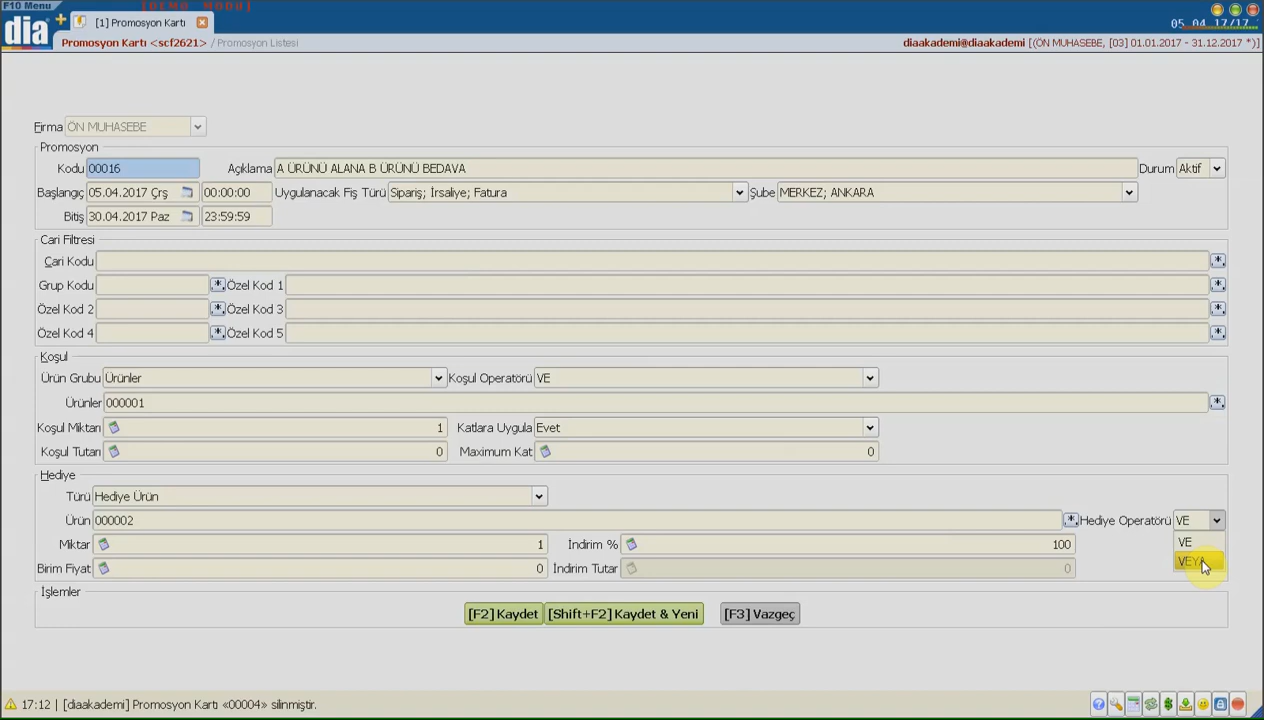 F10 Menu
[DEMO MODU]
dia
[1] Promosyon Kartı
05 04 17/17
Promosyon Kartı <scf2621> / Promosyon Listesi
diaakademi@diaakademi [(ÖN MUHASEBE, [03] 01.01.2017 - 31.12.2017 *)]
Firma ÖN MUHASEBE
Promosyon
Kodu 00016 Açıklama A ÜRÜNÜ ALANA B ÜRÜNÜ BEDAVA Durum Aktif
Başlangıç 05.04.2017 Çrş 00:00:00 Uygulanacak Fiş Türü Sipariş; İrsaliye; Fatura Şube MERKEZ; ANKARA
Bitiş 30.04.2017 Paz 23:59:59
Cari Filtresi
Cari Kodu
Grup Kodu Özel Kod 1
Özel Kod 2 Özel Kod 3
Özel Kod 4 Özel Kod 5
Koşul
Ürün Grubu Ürünler Koşul Operatörü VE
Ürünler 000001
Koşul Miktarı 1 Katlara Uygula Evet
Koşul Tutarı 0 Maximum Kat 0
Hediye
Türü Hediye Ürün
Ürün 000002 Hediye Operatörü VE
VE
Miktar 1 İndirim % 100
VEYA
Birim Fiyat 0 İndirim Tutar 0
İşlemler
[F2] Kaydet [Shift+F2] Kaydet & Yeni [F3] Vazgeç
17:12 | [diaakademi] Promosyon Kartı «00004» silinmiştir.